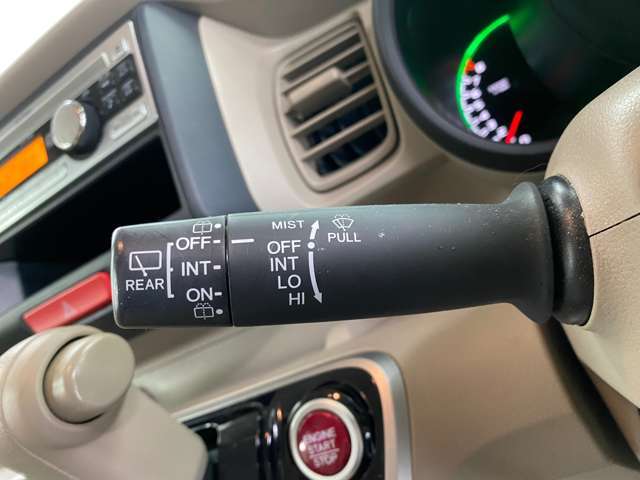 MIST
PULL
OFF
INT
LO
HI
REAR
OFF
INT
ON
ENGINE
START
STOP